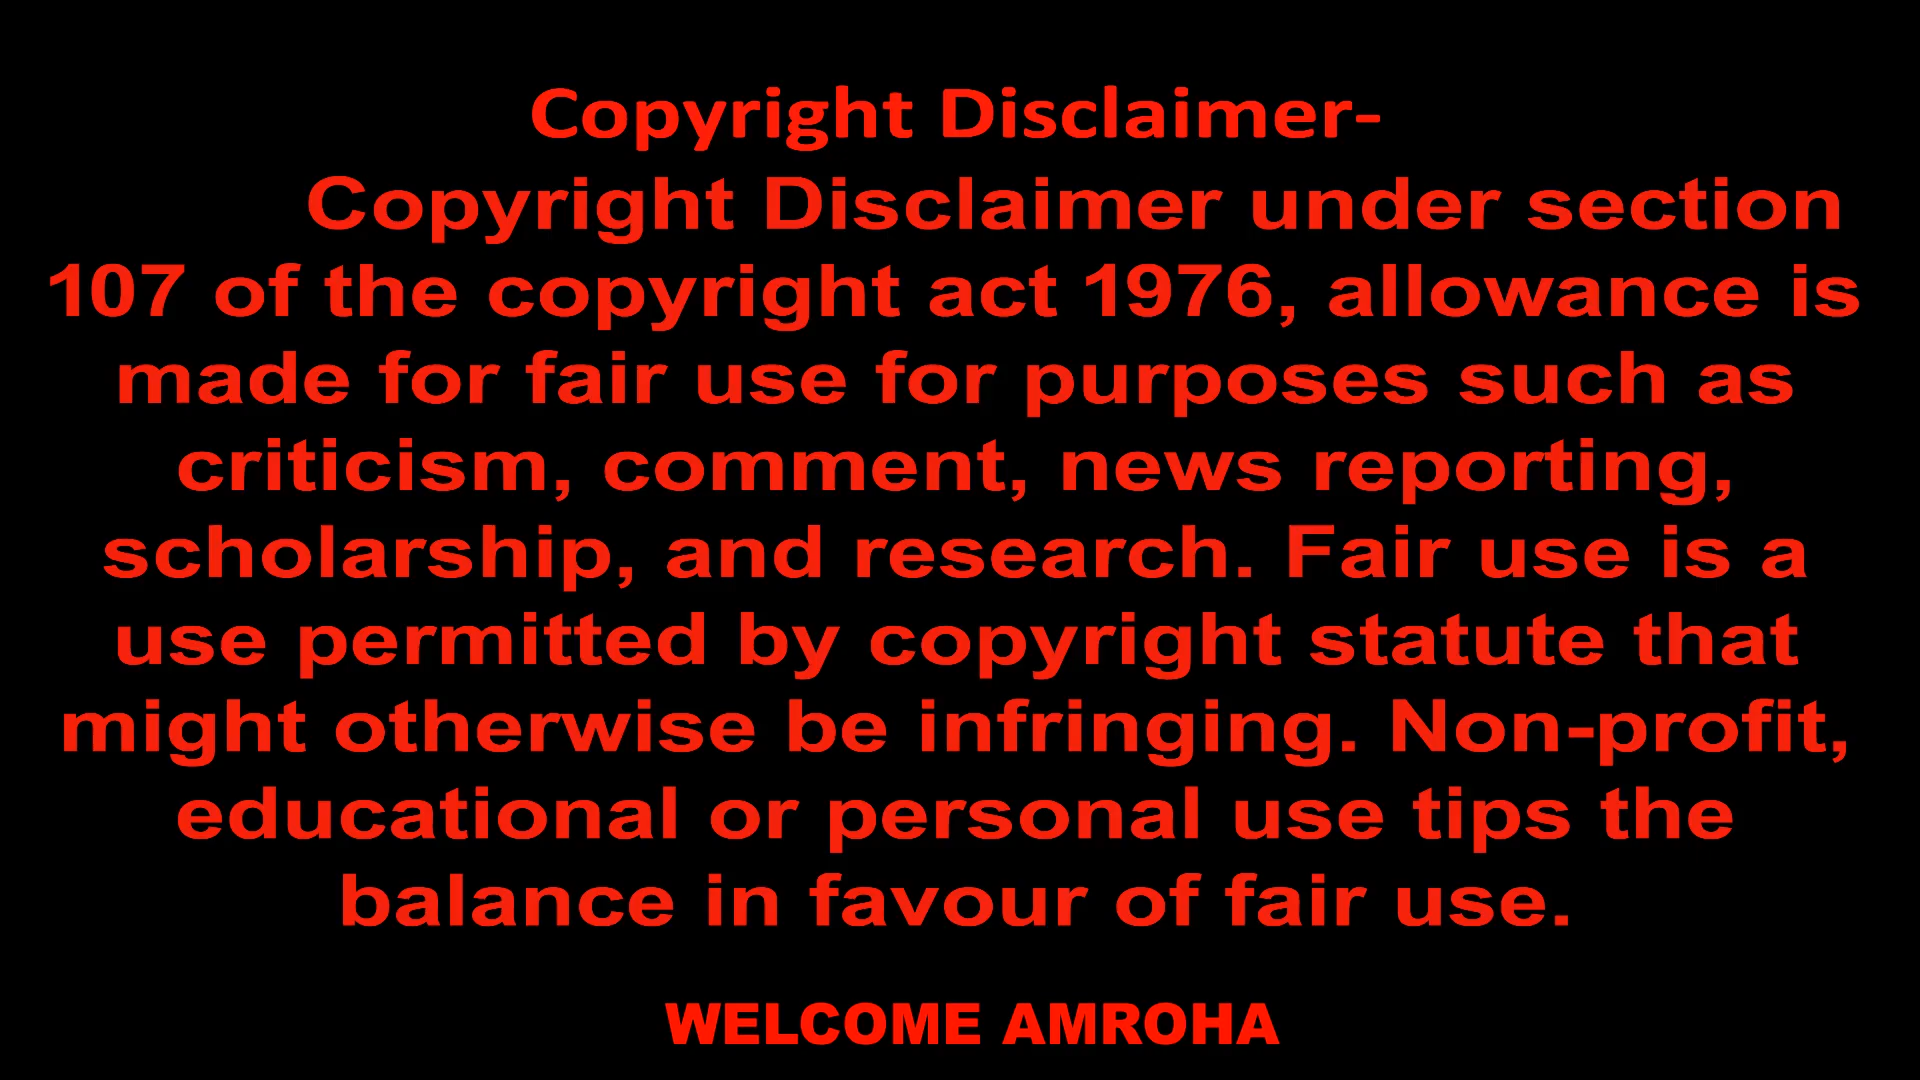 Copyright Disclaimer-
Copyright Disclaimer under section
107 of the copyright act 1976, allowance is
made for fair use for purposes such as
criticism, comment, news reporting,
scholarship, and research. Fair use is a
use permitted by copyright statute that
might otherwise be infringing. Non-profit,
educational or personal use tips the
balance in favour of fair use.
WELCOME AMROHA